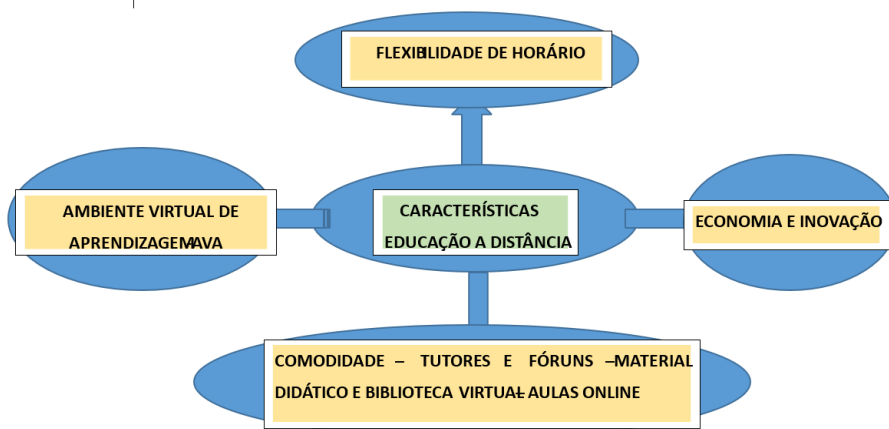 FLEXIBILIDADE DE HORÁRIO
AMBIENTE VIRTUAL DE
APRENDIZAGEM-AVA
CARACTERÍSTICAS
EDUCAÇÃO A DISTÂNCIA
ECONOMIA E INOVAÇÃO
COMODIDADE – TUTORES E FÓRUNS –MATERIAL
DIDÁTICO E BIBLIOTECA VIRTUAL– AULAS ONLINE